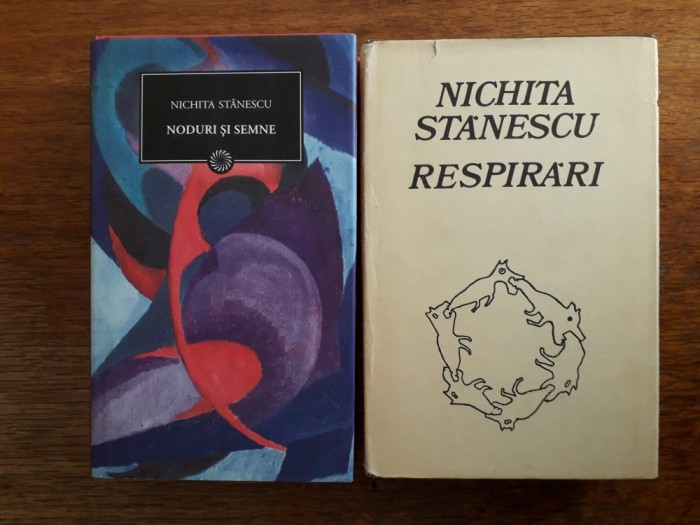 NICHITA STĂNESCU
NODURI ȘI SEMNE
NICHITA
STĂNESCU
RESPIRĂRI